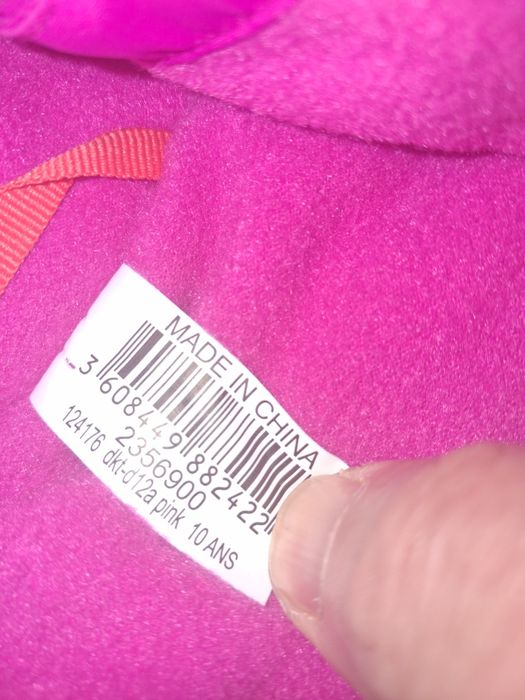 MADE IN CHINA
3 608449 882422
2356900
124176 dkt-d12a pink 10 ANS